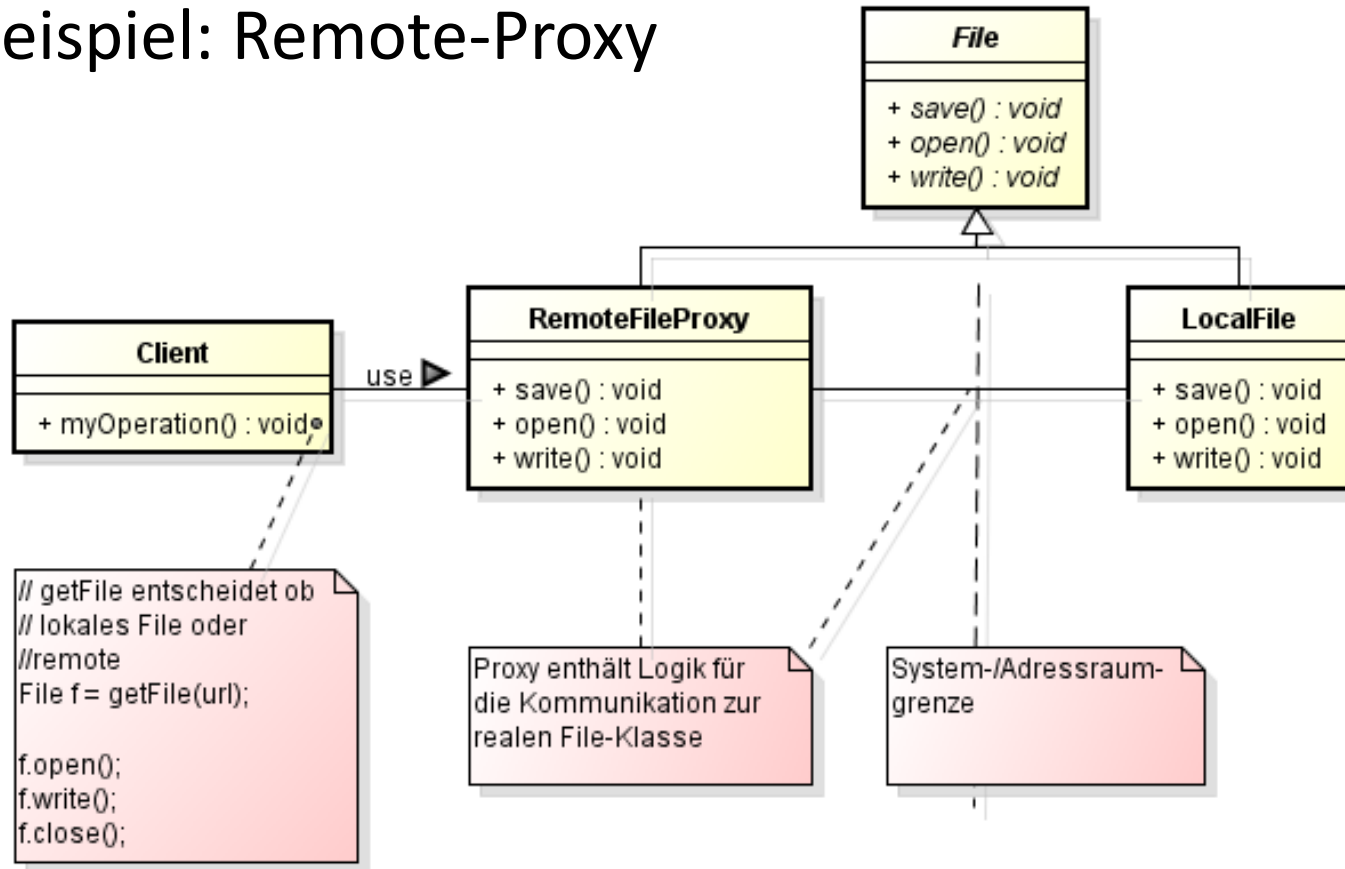 eispiel: Remote-Proxy
File
+ save() : void
+ open() : void
+ write() : void
Client
+ myOperation() : void
use
RemoteFileProxy
+ save() : void
+ open() : void
+ write() : void
LocalFile
+ save() : void
+ open() : void
+ write() : void
// getFile entscheidet ob
// lokales File oder
//remote
File f = getFile(url);
f.open();
f.write();
f.close();
Proxy enthält Logik für
die Kommunikation zur
realen File-Klasse
System-/Adressraum-
grenze